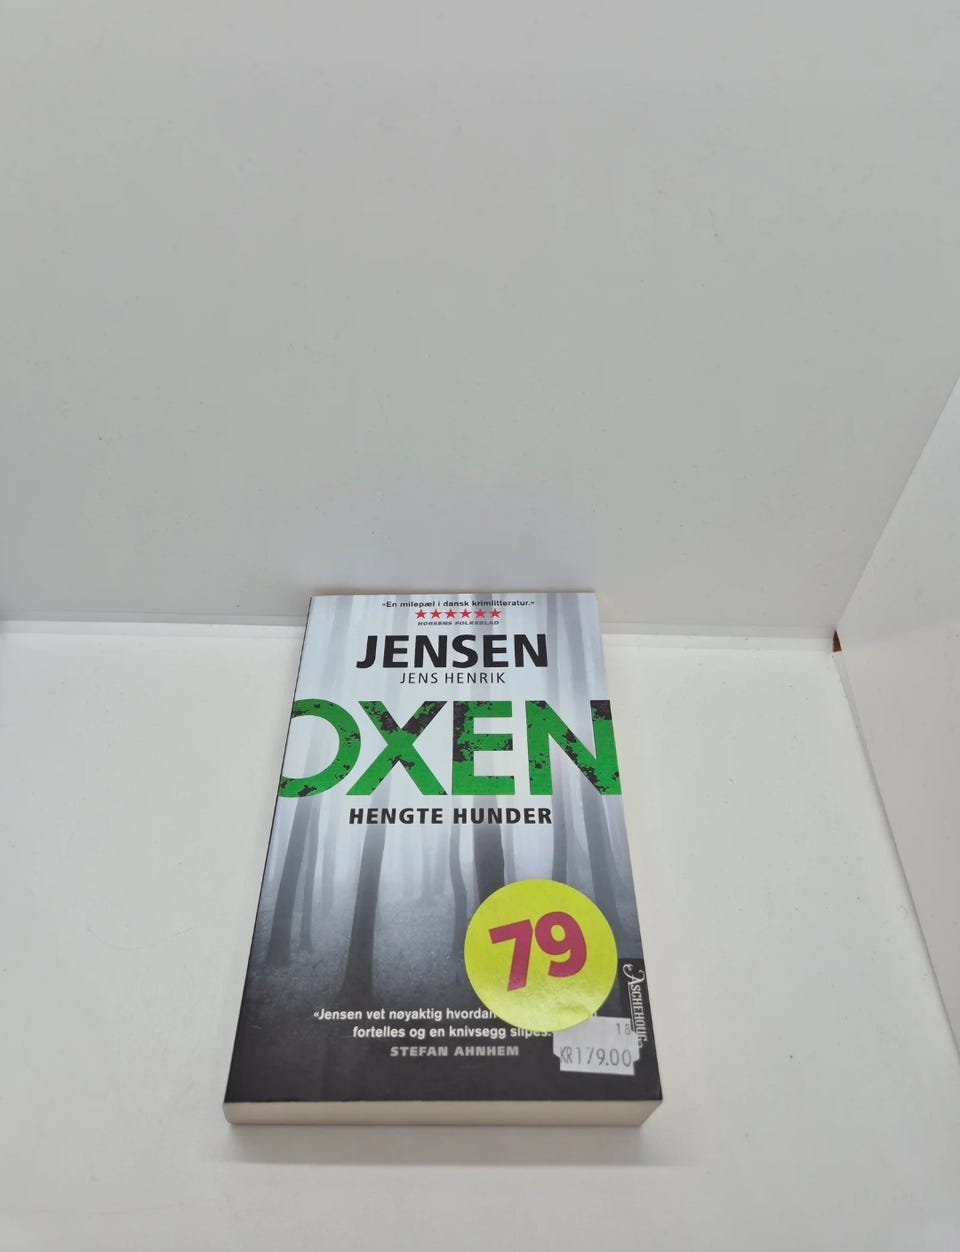 «En milepæl i dansk krimlitteratur.»
HORSENS FOLKEBLAD
JENSEN
JENS HENRIK
OXEN
HENGTE HUNDER
79
«Jensen vet nøyaktig hvordan
fortelles og en knivsegg slipes.
STEFAN AHNHEM
ASCHEHOUG
18
KR179.00